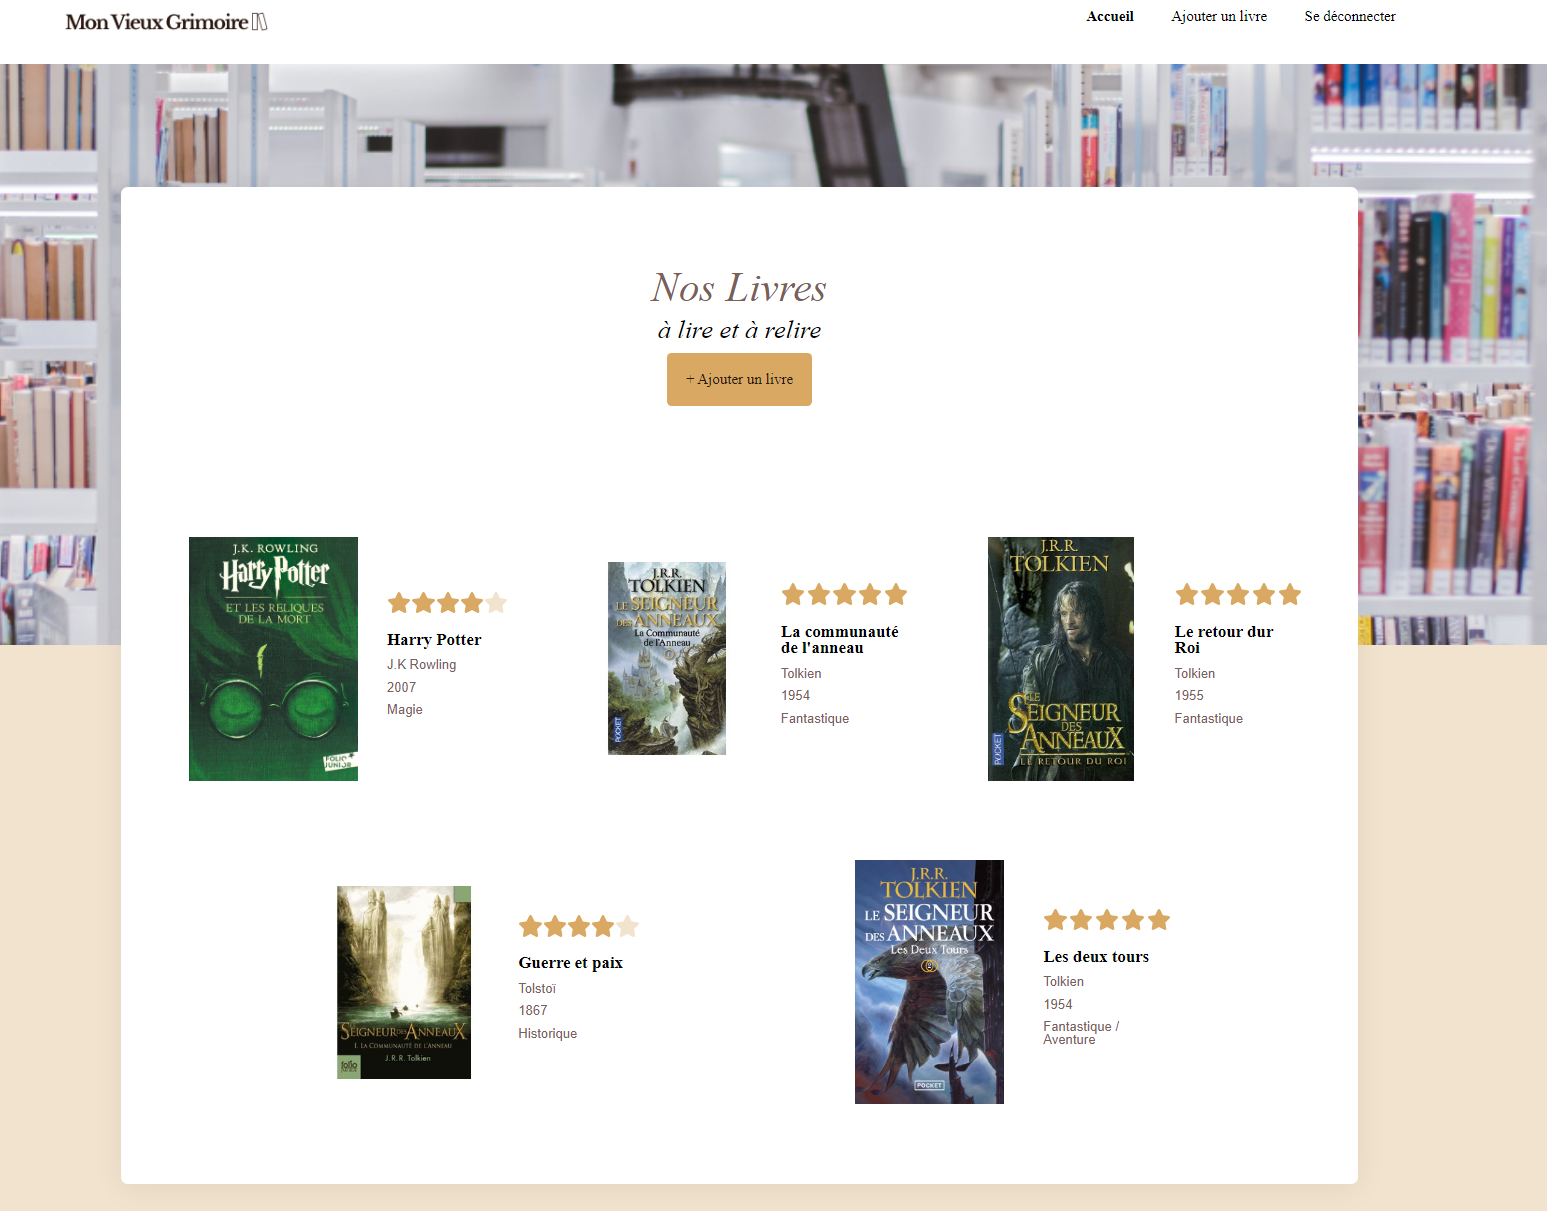 Mon Vieux Grimoire
Accueil
Ajouter un livre
Se déconnecter
Nos Livres
à lire et à relire
+ Ajouter un livre
J.K. ROWLING
Harry Potter
ET LES RELIQUES
DE LA MORT
FOLIO
JUNIOR
Harry Potter
J.K Rowling
2007
Magie
J.R.R.
TOLKIEN
LE SEIGNEUR
DES ANNEAUX
La Communauté
de l'Anneau
POCKET
La communauté
de l'anneau
Tolkien
1954
Fantastique
J.R.R.
TOLKIEN
LE
SEIGNEUR
DES
ANNEAUX
LE RETOUR DU ROI
POCKET
Le retour dur
Roi
Tolkien
1955
Fantastique
LE SEIGNEUR DES ANNEAUX
I. LA COMMUNAUTÉ DE L'ANNEAU
J.R.R. Tolkien
folio
Guerre et paix
Tolstoï
1867
Historique
J.R.R.
TOLKIEN
LE SEIGNEUR
DES ANNEAUX
Les Deux Tours
POCKET
Les deux tours
Tolkien
1954
Fantastique /
Aventure